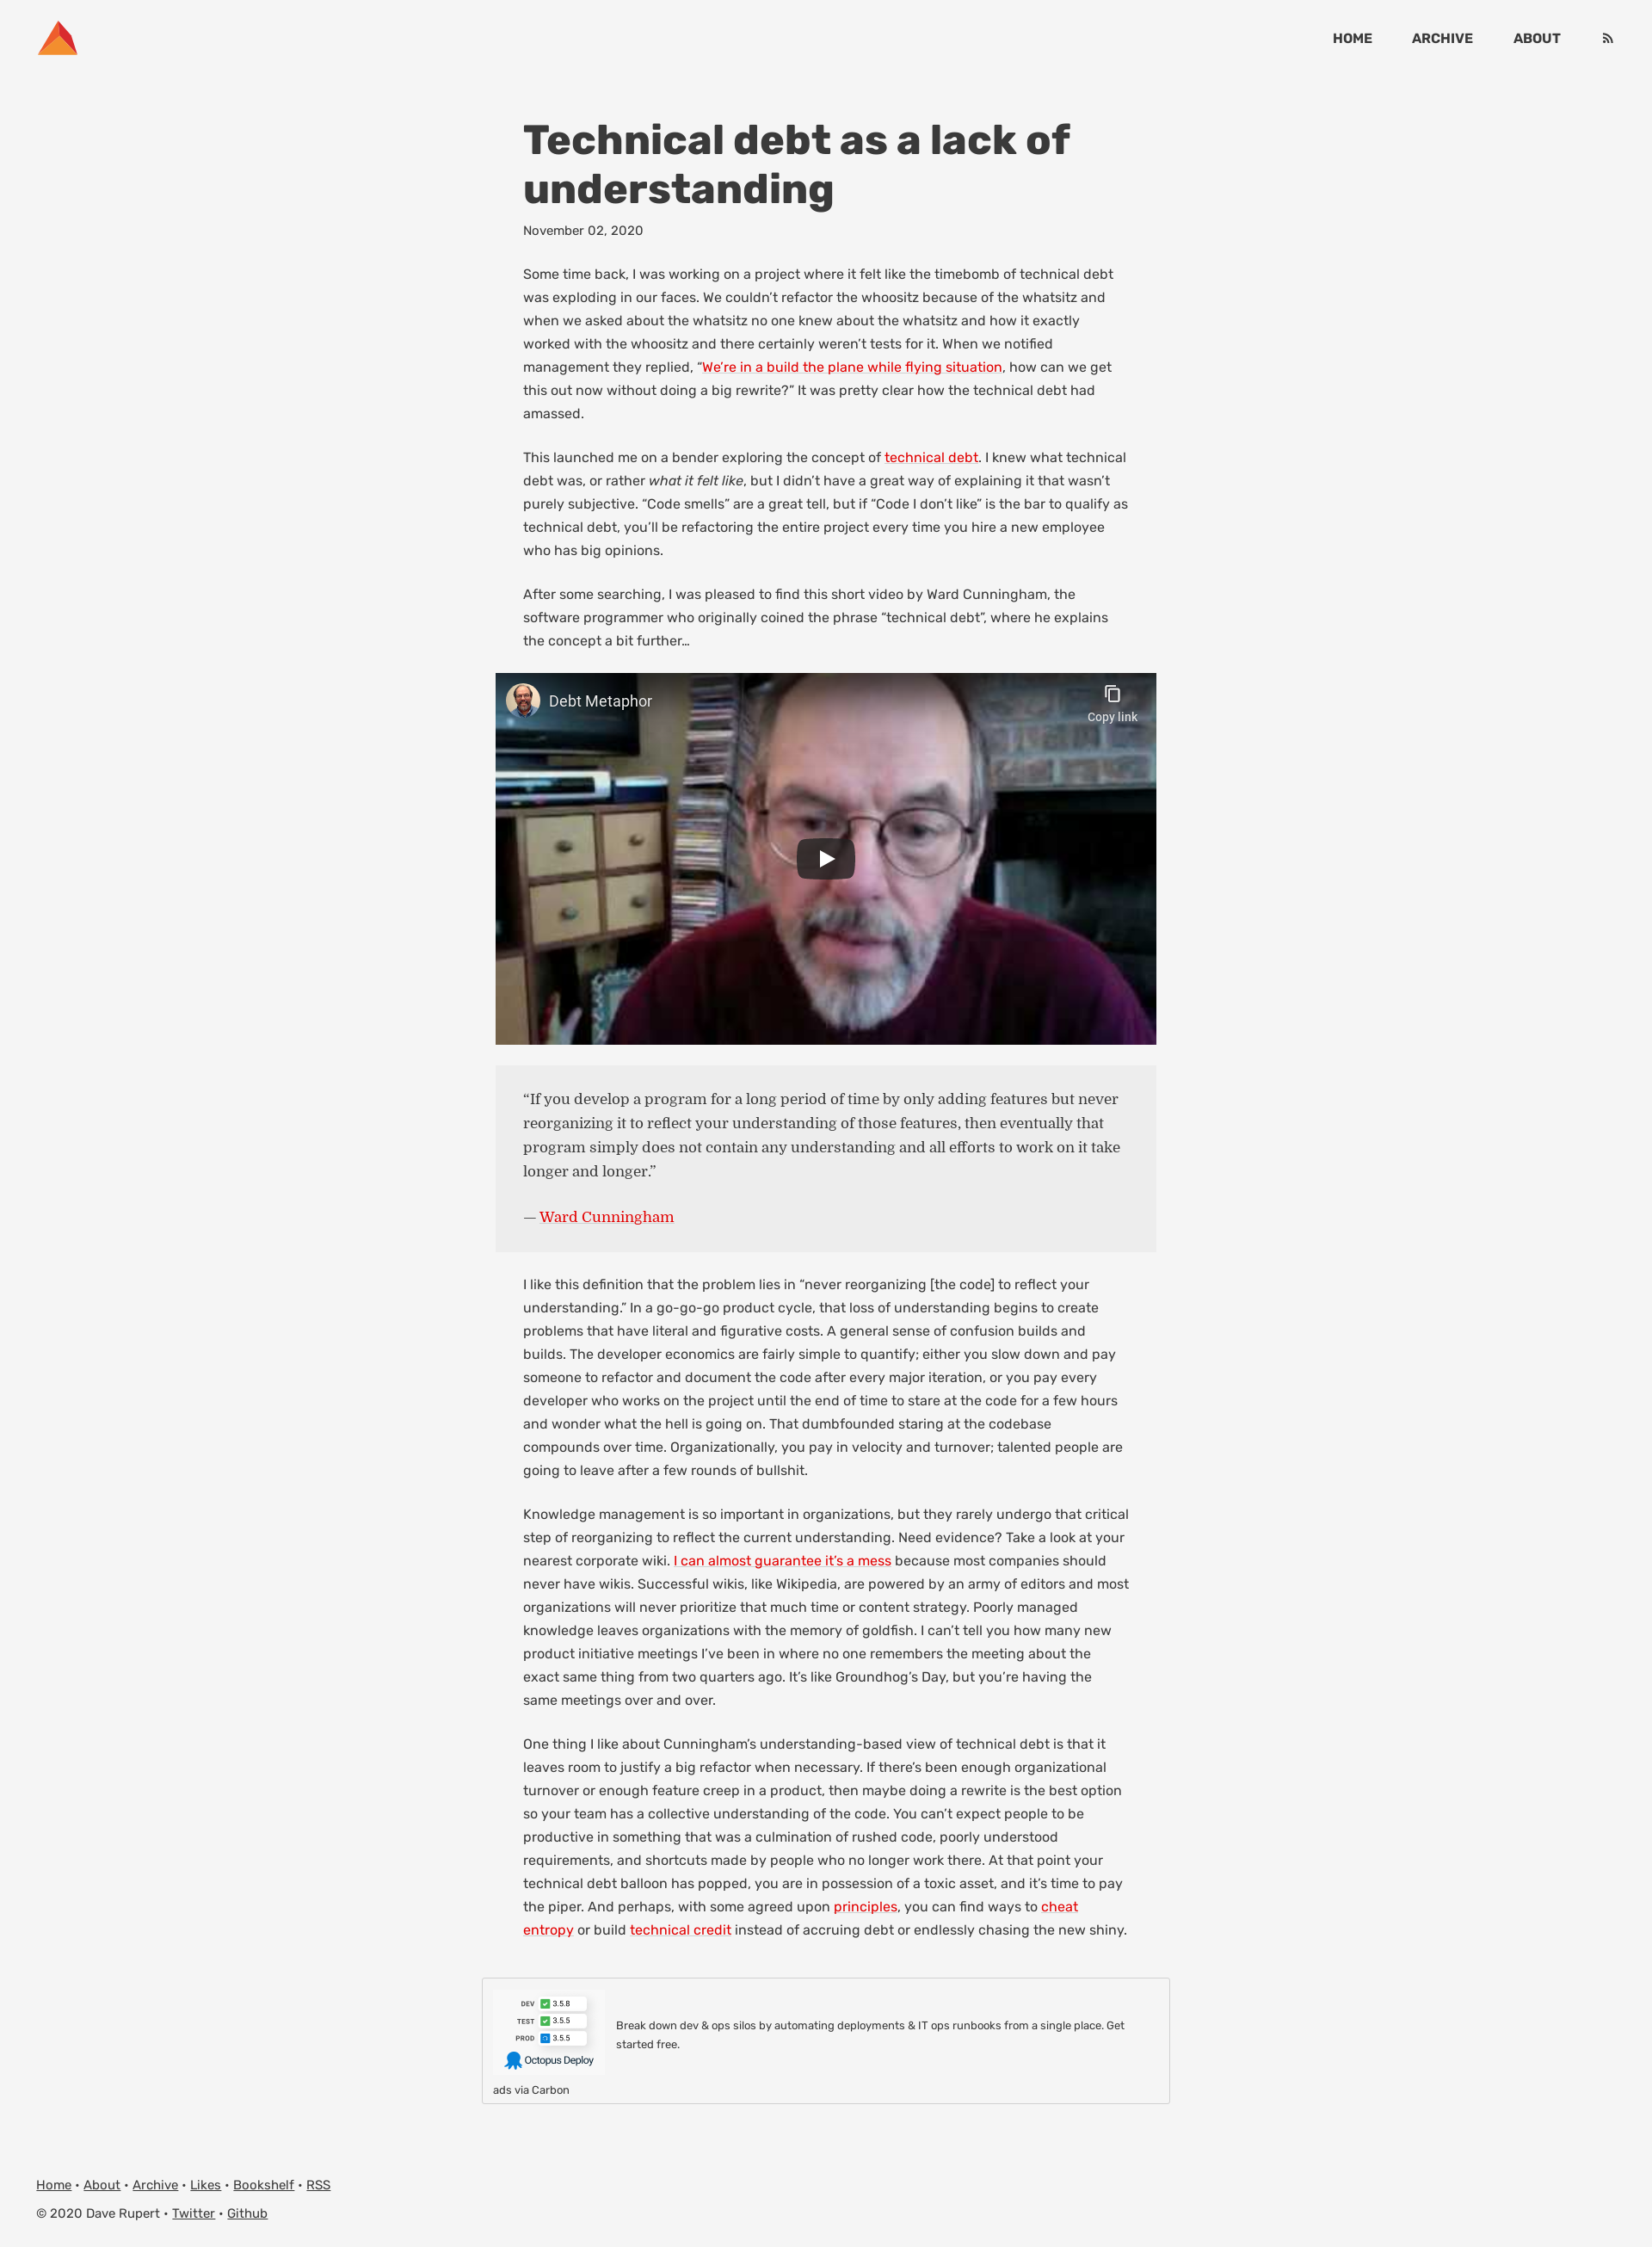 HOME ARCHIVE ABOUT
Technical debt as a lack of
understanding
November 02, 2020
Some time back, I was working on a project where it felt like the timebomb of technical debt
was exploding in our faces. We couldn’t refactor the whoositz because of the whatsitz and
when we asked about the whatsitz no one knew about the whatsitz and how it exactly
worked with the whoositz and there certainly weren’t tests for it. When we notified
management they replied, “We’re in a build the plane while flying situation, how can we get
this out now without doing a big rewrite?” It was pretty clear how the technical debt had
amassed.
This launched me on a bender exploring the concept of technical debt. I knew what technical
debt was, or rather what it felt like, but I didn’t have a great way of explaining it that wasn’t
purely subjective. “Code smells” are a great tell, but if “Code I don’t like” is the bar to qualify as
technical debt, you’ll be refactoring the entire project every time you hire a new employee
who has big opinions.
After some searching, I was pleased to find this short video by Ward Cunningham, the
software programmer who originally coined the phrase “technical debt”, where he explains
the concept a bit further…
Debt Metaphor
Copy link
“If you develop a program for a long period of time by only adding features but never
reorganizing it to reflect your understanding of those features, then eventually that
program simply does not contain any understanding and all efforts to work on it take
longer and longer.”
— Ward Cunningham
I like this definition that the problem lies in “never reorganizing [the code] to reflect your
understanding.” In a go-go-go product cycle, that loss of understanding begins to create
problems that have literal and figurative costs. A general sense of confusion builds and
builds. The developer economics are fairly simple to quantify; either you slow down and pay
someone to refactor and document the code after every major iteration, or you pay every
developer who works on the project until the end of time to stare at the code for a few hours
and wonder what the hell is going on. That dumbfounded staring at the codebase
compounds over time. Organizationally, you pay in velocity and turnover; talented people are
going to leave after a few rounds of bullshit.
Knowledge management is so important in organizations, but they rarely undergo that critical
step of reorganizing to reflect the current understanding. Need evidence? Take a look at your
nearest corporate wiki. I can almost guarantee it’s a mess because most companies should
never have wikis. Successful wikis, like Wikipedia, are powered by an army of editors and most
organizations will never prioritize that much time or content strategy. Poorly managed
knowledge leaves organizations with the memory of goldfish. I can’t tell you how many new
product initiative meetings I’ve been in where no one remembers the meeting about the
exact same thing from two quarters ago. It’s like Groundhog’s Day, but you’re having the
same meetings over and over.
One thing I like about Cunningham’s understanding-based view of technical debt is that it
leaves room to justify a big refactor when necessary. If there’s been enough organizational
turnover or enough feature creep in a product, then maybe doing a rewrite is the best option
so your team has a collective understanding of the code. You can’t expect people to be
productive in something that was a culmination of rushed code, poorly understood
requirements, and shortcuts made by people who no longer work there. At that point your
technical debt balloon has popped, you are in possession of a toxic asset, and it’s time to pay
the piper. And perhaps, with some agreed upon principles, you can find ways to cheat
entropy or build technical credit instead of accruing debt or endlessly chasing the new shiny.
DEV 3.5.8
TEST 3.5.5
PROD 3.5.5
Octopus Deploy
Break down dev & ops silos by automating deployments & IT ops runbooks from a single place. Get
started free.
ads via Carbon
Home • About • Archive • Likes • Bookshelf • RSS
© 2020 Dave Rupert • Twitter • Github